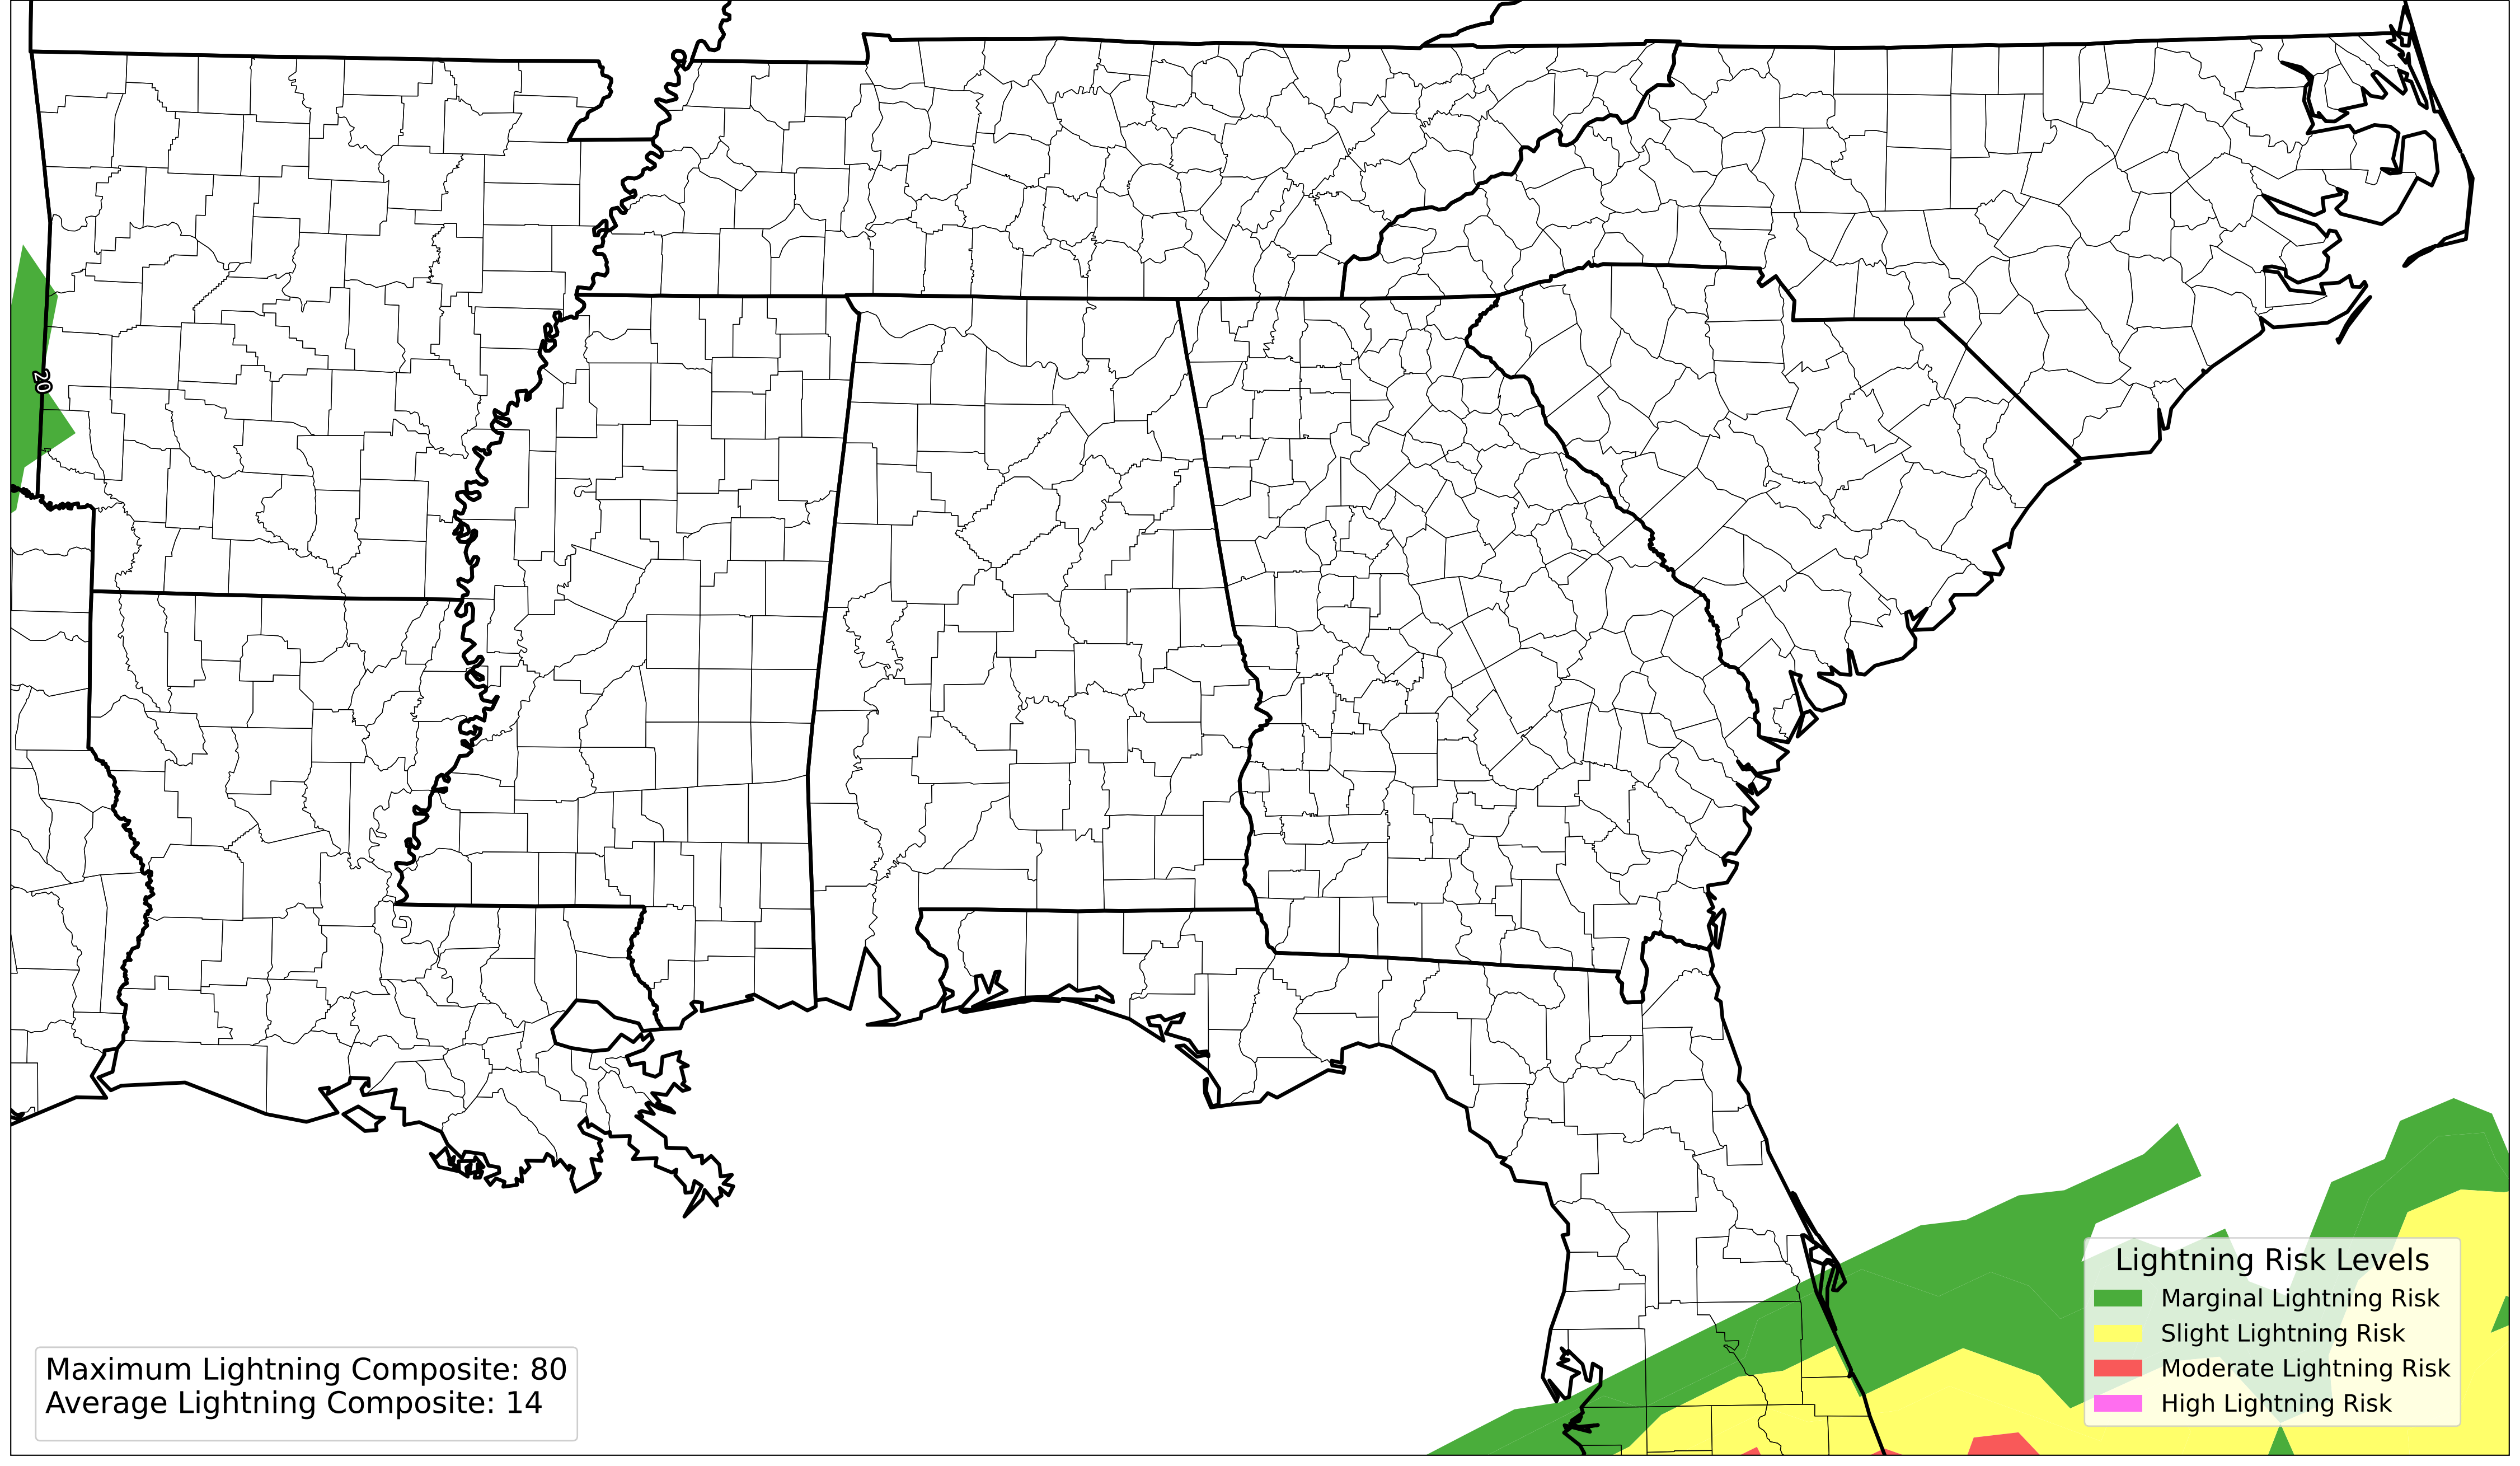 20
Lightning Risk Levels
Marginal Lightning Risk
Slight Lightning Risk
Moderate Lightning Risk
High Lightning Risk
Maximum Lightning Composite: 80
Average Lightning Composite: 14